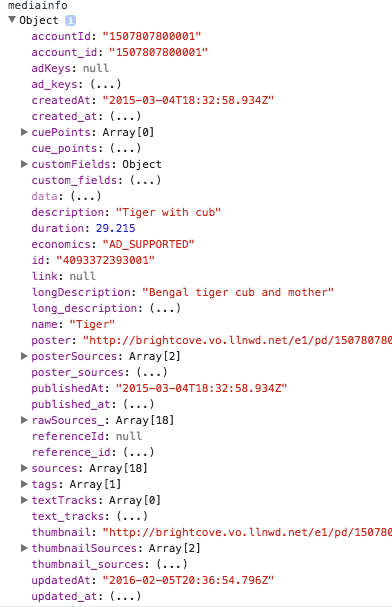 mediainfo
▼ Object i
accountId: "1507807800001"
account_id: "1507807800001"
adKeys: null
ad_keys: (...)
createdAt: "2015-03-04T18:32:58.934Z"
created_at: (...)
▶ cuePoints: Array[0]
cue_points: (...)
▶ customFields: Object
custom_fields: (...)
data: (...)
description: "Tiger with cub"
duration: 29.215
economics: "AD_SUPPORTED"
id: "4093372393001"
link: null
longDescription: "Bengal tiger cub and mother"
long_description: (...)
name: "Tiger"
poster: "http://brightcove.vo.llnwd.net/e1/pd/150780780
▶ posterSources: Array[2]
poster_sources: (...)
publishedAt: "2015-03-04T18:32:58.934Z"
published_at: (...)
▶ rawSources_: Array[18]
referenceId: null
reference_id: (...)
▶ sources: Array[18]
▶ tags: Array[1]
▶ textTracks: Array[0]
text_tracks: (...)
thumbnail: "http://brightcove.vo.llnwd.net/e1/pd/150780
▶ thumbnailSources: Array[2]
thumbnail_sources: (...)
updatedAt: "2016-02-05T20:36:54.796Z"
updated_at: (...)